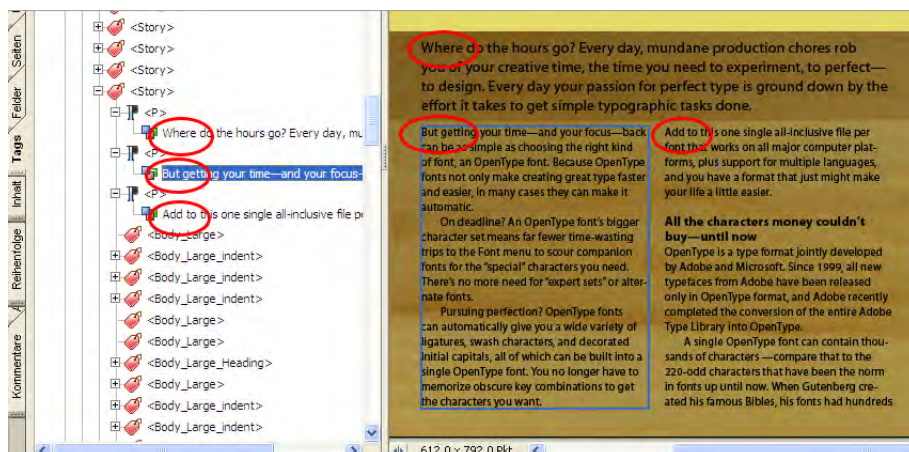 Seiten
Felder
Tags
Inhalt
Reihenfolge
Kommentare
<Story>
<Story>
<Story>
<Story>
<P>
Where do the hours go? Every day, mu
<P>
But getting your time—and your focus-
<P>
Add to this one single all-inclusive file pe
<Body_Large>
<Body_Large_indent>
<Body_Large_indent>
<Body_Large_indent>
<Body_Large>
<Body_Large>
<Body_Large_Heading>
<Body_Large>
<Body_Large_indent>
<Body_Large_indent>
Where do the hours go? Every day, mundane production chores rob
you of your creative time, the time you need to experiment, to perfect—
to design. Every day your passion for perfect type is ground down by the
effort it takes to get simple typographic tasks done.
But getting your time—and your focus—back
can be as simple as choosing the right kind
of font, an OpenType font. Because OpenType
fonts not only make creating great type faster
and easier, in many cases they can make it
automatic.
On deadline? An OpenType font's bigger
character set means far fewer time-wasting
trips to the Font menu to scour companion
fonts for the "special" characters you need.
There's no more need for "expert sets" or alter-
nate fonts.
Pursuing perfection? OpenType fonts
can automatically give you a wide variety of
ligatures, swash characters, and decorated
initial capitals, all of which can be built into a
single OpenType font. You no longer have to
memorize obscure key combinations to get
the characters you want.
Add to this one single all-inclusive file per
font that works on all major computer plat-
forms, plus support for multiple languages,
and you have a format that just might make
your life a little easier.
All the characters money couldn't
buy—until now
OpenType is a type format jointly developed
by Adobe and Microsoft. Since 1999, all new
typefaces from Adobe have been released
only in OpenType format, and Adobe recently
completed the conversion of the entire Adobe
Type Library into OpenType.
A single OpenType font can contain thou-
sands of characters —compare that to the
220-odd characters that have been the norm
in fonts up until now. When Gutenberg cre-
ated his famous Bibles, his fonts had hundreds
612,0 x 792,0 Pkt